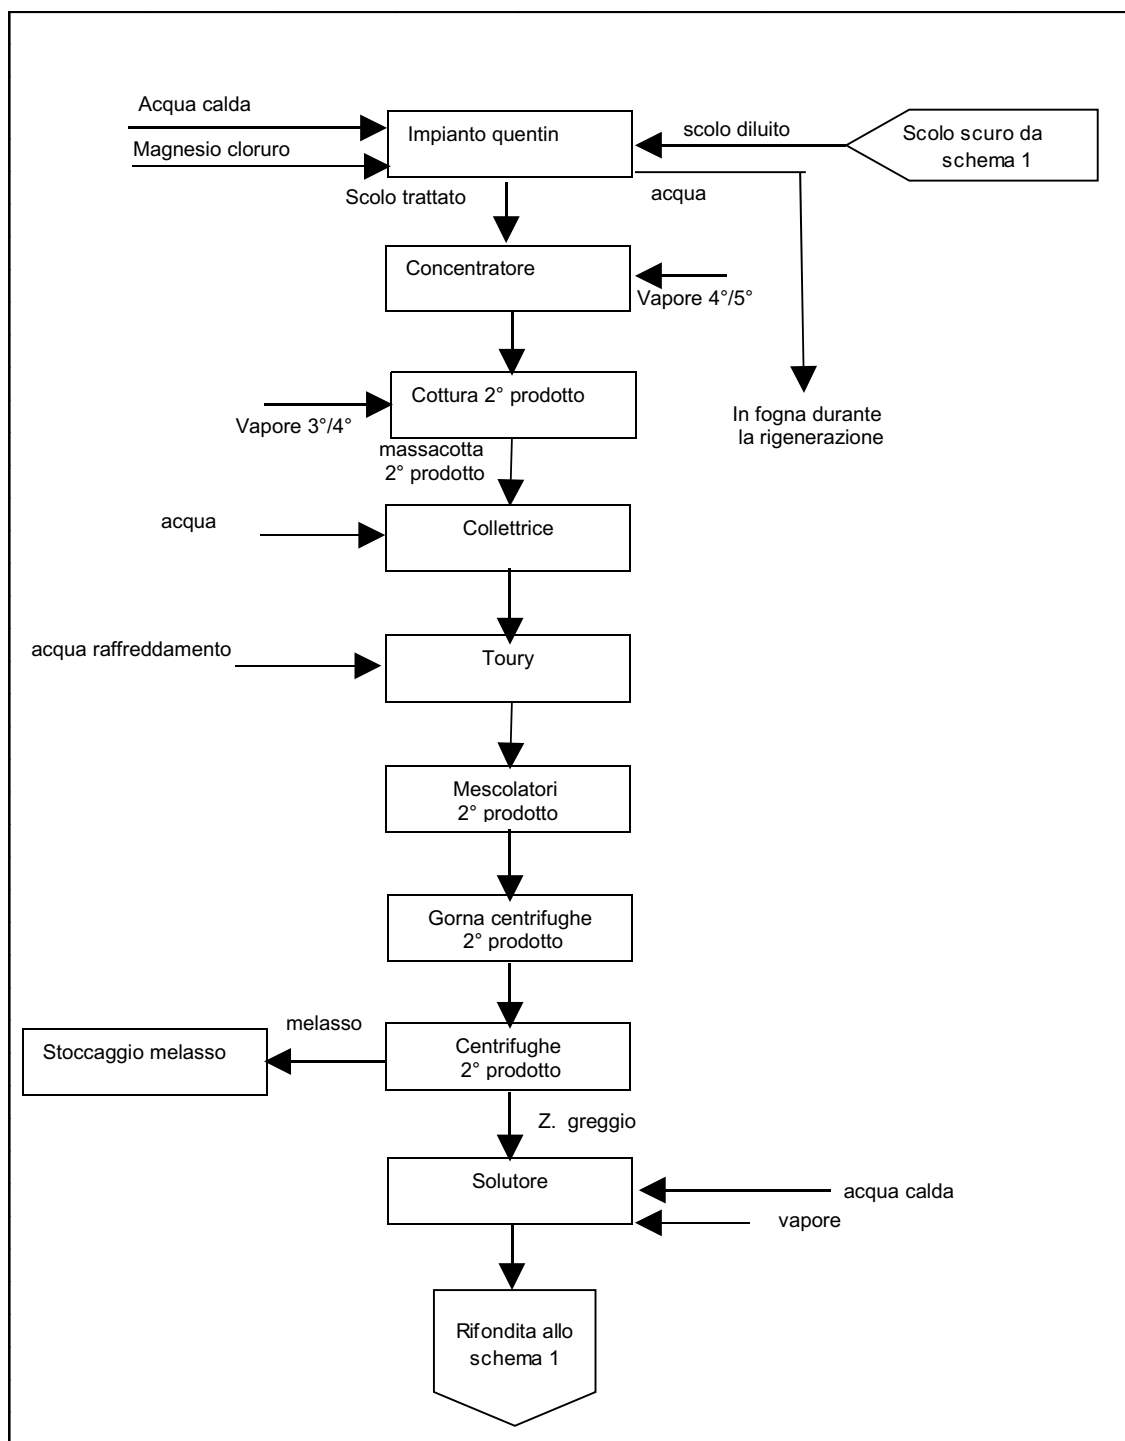 Acqua calda
Impianto quentin
scolo diluito
Scolo scuro da
schema 1
Magnesio cloruro
Scolo trattato
acqua
Concentratore
Vapore 4°/5°
Cottura 2° prodotto
Vapore 3°/4°
In fogna durante
la rigenerazione
massacotta
2° prodotto
acqua
Collettrice
acqua raffreddamento
Toury
Mescolatori
2° prodotto
Gorna centrifughe
2° prodotto
melasso
Stoccaggio melasso
Centrifughe
2° prodotto
Z. greggio
Solutore
acqua calda
vapore
Rifondita allo
schema 1